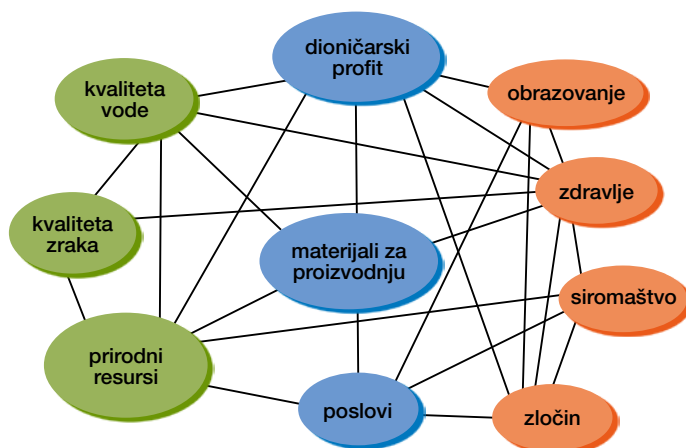 dioničarski
profit
kvaliteta
vode
obrazovanje
zdravlje
kvaliteta
zraka
materijali za
proizvodnju
siromaštvo
prirodni
resursi
poslovi
zločin